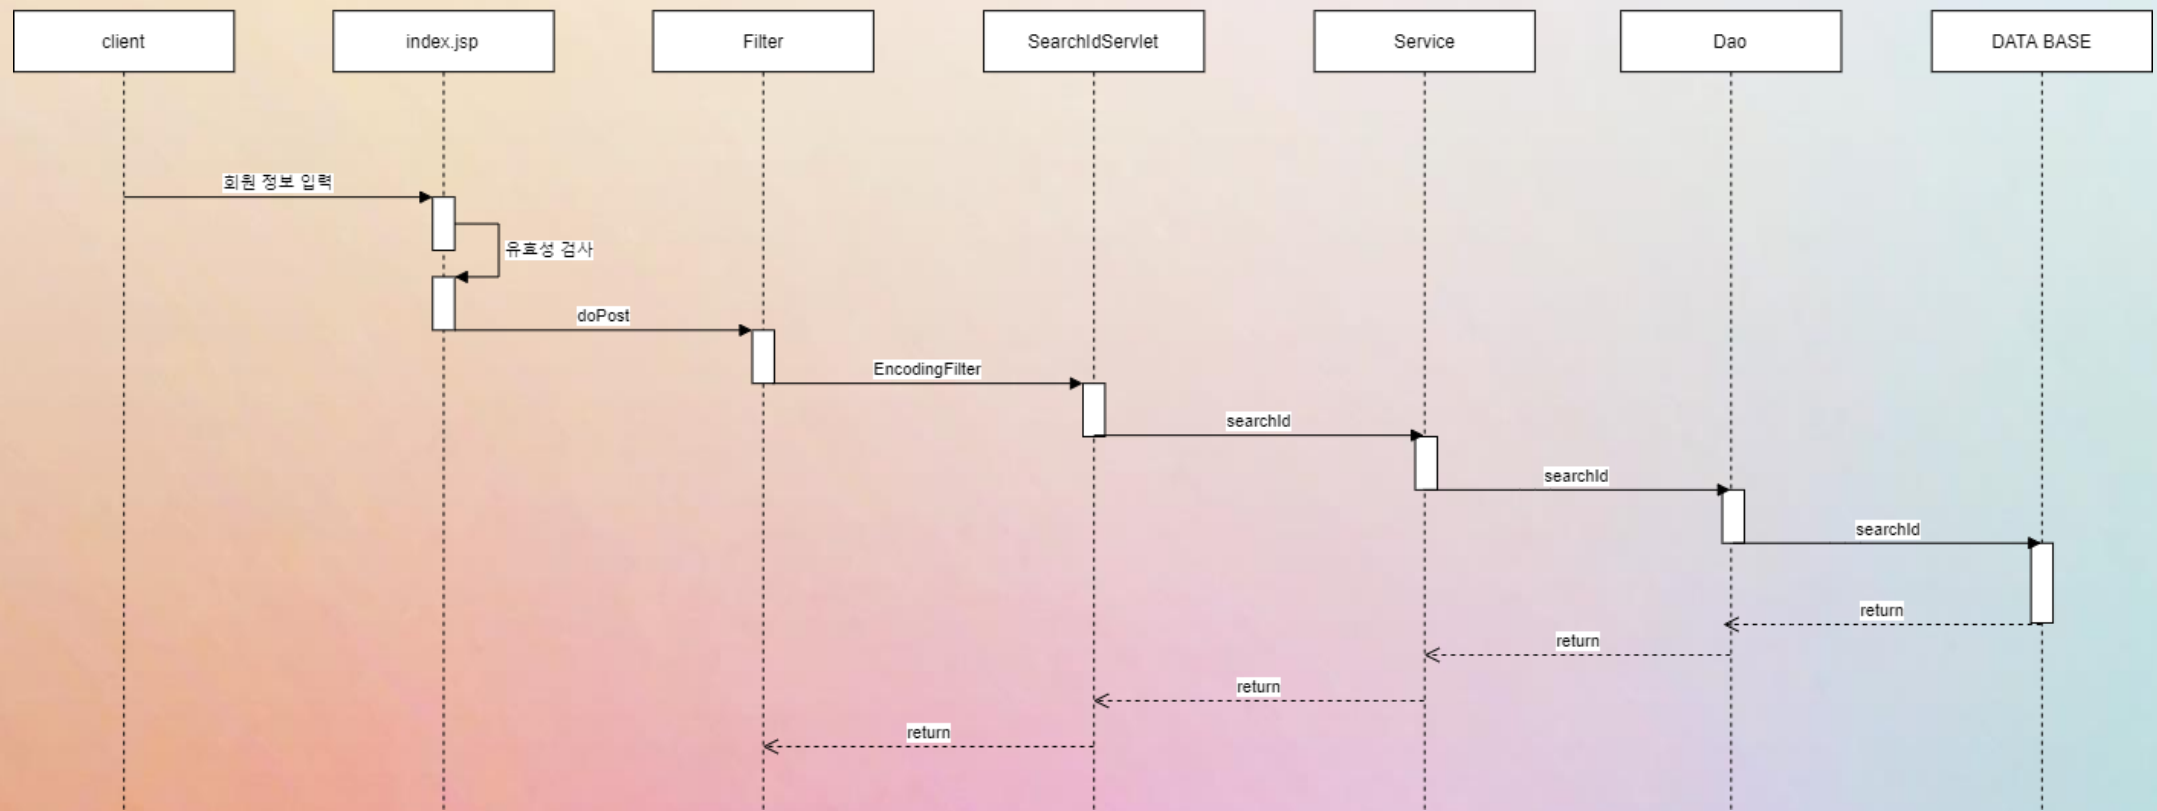 client
index.jsp
Filter
SearchIdServlet
Service
Dao
DATA BASE
회원 정보 입력
유효성 검사
doPost
EncodingFilter
searchId
searchId
searchId
return
return
return
return